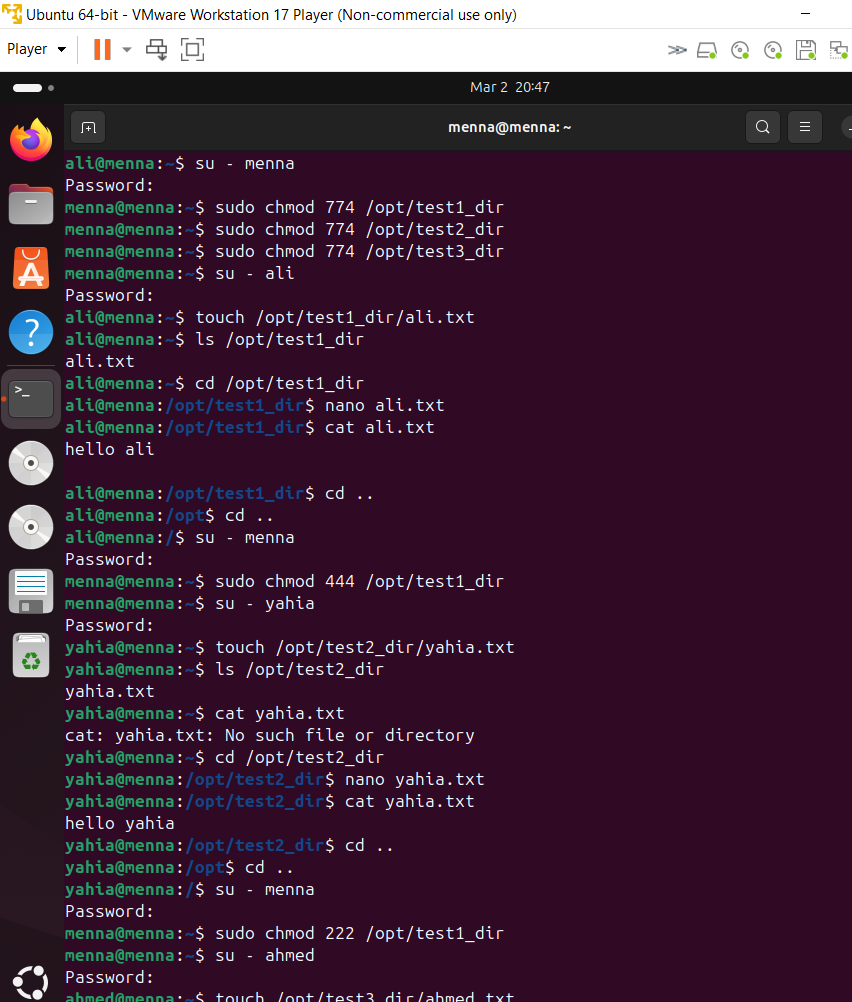 Ubuntu 64-bit - VMware Workstation 17 Player (Non-commercial use only)
Player
Mar 2 20:47
menna@menna: ~
ali@menna:~$ su - menna
Password:
menna@menna:~$ sudo chmod 774 /opt/test1_dir
menna@menna:~$ sudo chmod 774 /opt/test2_dir
menna@menna:~$ sudo chmod 774 /opt/test3_dir
menna@menna:~$ su - ali
Password:
ali@menna:~$ touch /opt/test1_dir/ali.txt
ali@menna:~$ ls /opt/test1_dir
ali.txt
ali@menna:~$ cd /opt/test1_dir
ali@menna:/opt/test1_dir$ nano ali.txt
ali@menna:/opt/test1_dir$ cat ali.txt
hello ali
ali@menna:/opt/test1_dir$ cd ..
ali@menna:/opt$ cd ..
ali@menna:/$ su - menna
Password:
menna@menna:~$ sudo chmod 444 /opt/test1_dir
menna@menna:~$ su - yahia
Password:
yahia@menna:~$ touch /opt/test2_dir/yahia.txt
yahia@menna:~$ ls /opt/test2_dir
yahia.txt
yahia@menna:~$ cat yahia.txt
cat: yahia.txt: No such file or directory
yahia@menna:~$ cd /opt/test2_dir
yahia@menna:/opt/test2_dir$ nano yahia.txt
yahia@menna:/opt/test2_dir$ cat yahia.txt
hello yahia
yahia@menna:/opt/test2_dir$ cd ..
yahia@menna:/opt$ cd ..
yahia@menna:/$ su - menna
Password:
menna@menna:~$ sudo chmod 222 /opt/test1_dir
menna@menna:~$ su - ahmed
Password:
ahmed@menna:~$ touch /opt/test3_dir/ahmed.txt